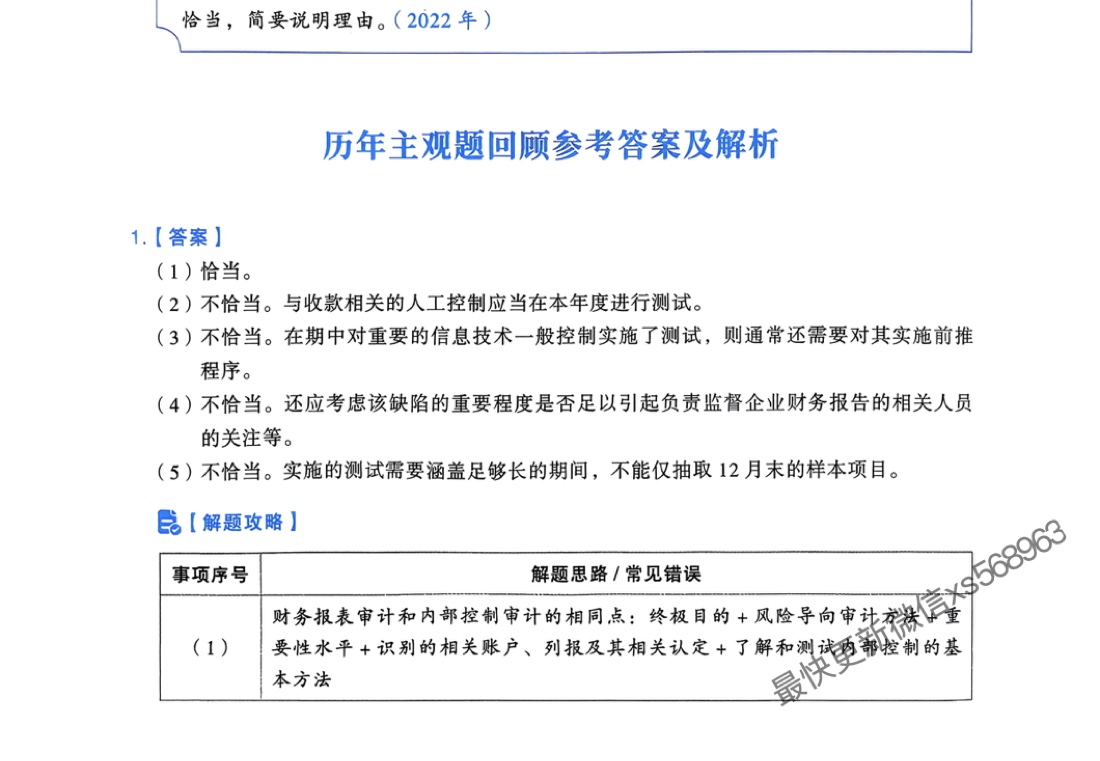 恰当，简要说明理由。（2022 年）
历年主观题回顾参考答案及解析
1.【答案】
（1）恰当。
（2）不恰当。与收款相关的人工控制应当在本年度进行测试。
（3）不恰当。在期中对重要的信息技术一般控制实施了测试，则通常还需要对其实施前推
程序。
（4）不恰当。还应考虑该缺陷的重要程度是否足以引起负责监督企业财务报告的相关人员
的关注等。
（5）不恰当。实施的测试需要涵盖足够长的期间，不能仅抽取 12 月末的样本项目。
【解题攻略】
事项序号 解题思路 / 常见错误
财务报表审计和内部控制审计的相同点：终极目的 + 风险导向审计方法 + 重
（1） 要性水平 + 识别的相关账户、列报及其相关认定 + 了解和测试内部控制的基
本方法
最快更新微信xs568963